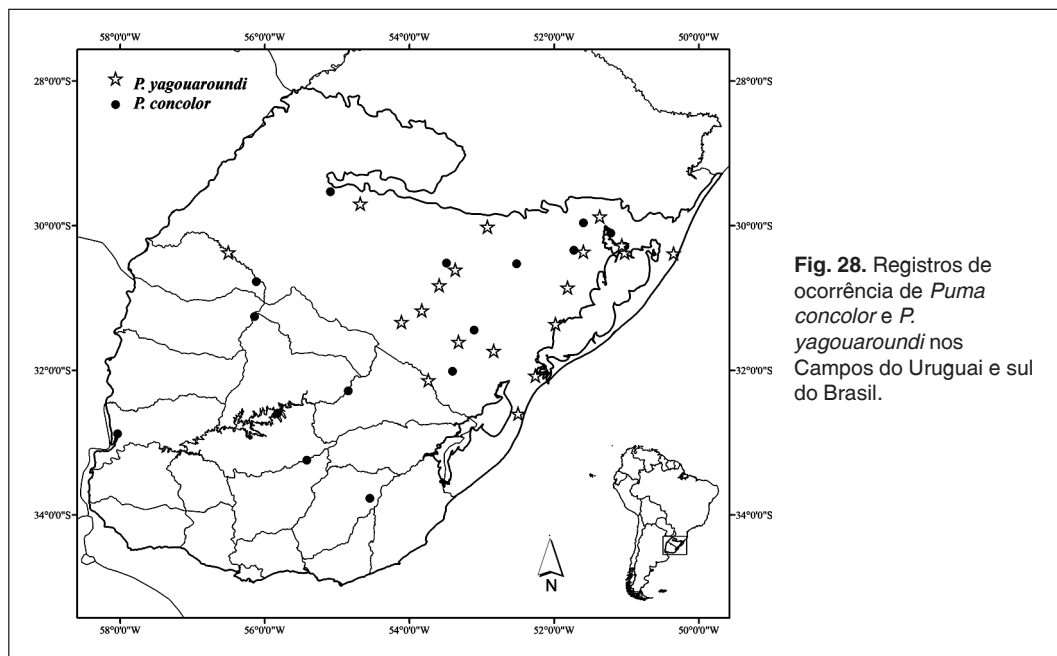 58°0'0"W 56°0'0"W 54°0'0"W 52°0'0"W 50°0'0"W
P. yagouaroundi
P. concolor
28°0'0"S 28°0'0"S
30°0'0"S 30°0'0"S
32°0'0"S 32°0'0"S
34°0'0"S 34°0'0"S
N
58°0'0"W 56°0'0"W 54°0'0"W 52°0'0"W 50°0'0"W
Fig. 28. Registros de
ocorrência de Puma
concolor e P.
yagouaroundi nos
Campos do Uruguai e sul
do Brasil.